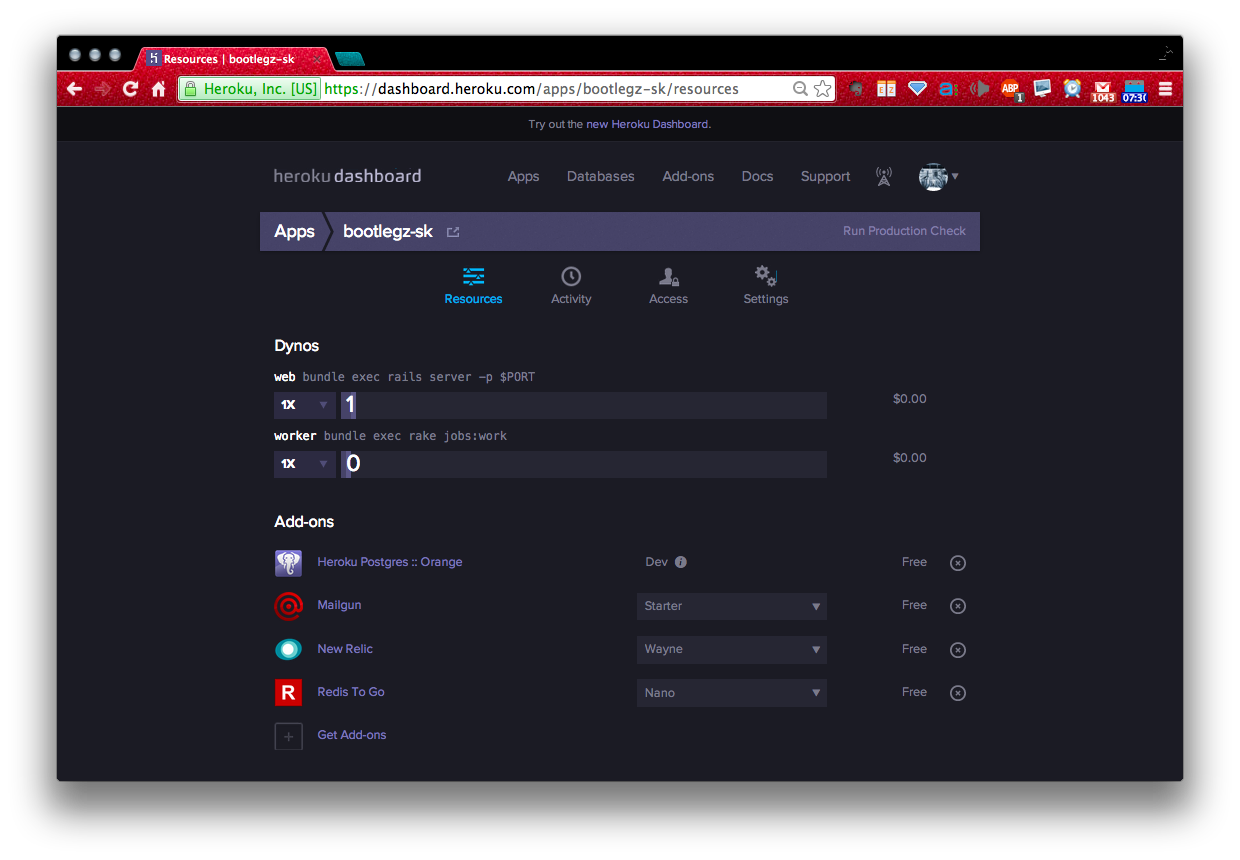 Resources | bootlegz-sk
Heroku, Inc. [US] https://dashboard.heroku.com/apps/bootlegz-sk/resources
ABP 1 1043
Try out the new Heroku Dashboard.
heroku dashboard Apps Databases Add-ons Docs Support
Apps bootlegz-sk Run Production Check
Resources Activity Access Settings
Dynos
web bundle exec rails server -p $PORT
1X 1 $0.00
worker bundle exec rake jobs:work
1X 0 $0.00
Add-ons
Heroku Postgres :: Orange Dev i Free
Mailgun Starter Free
New Relic Wayne Free
R Redis To Go Nano Free
Get Add-ons